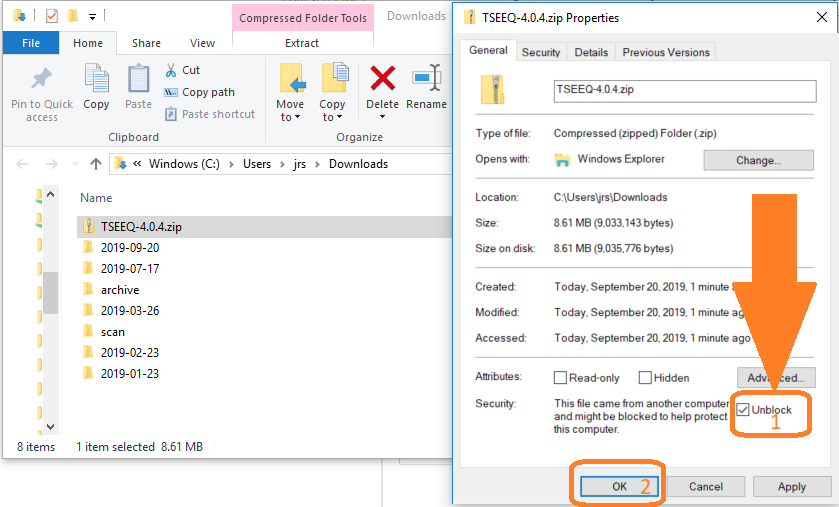 Compressed Folder Tools
Downloads
File
Home
Share
View
Extract
Pin to Quick
access
Copy
Paste
Cut
Copy path
Paste shortcut
Clipboard
Move
to
Copy
to
Delete
Rename
Organize
« Windows (C:) > Users > jrs > Downloads
Name
TSEEQ-4.0.4.zip
2019-09-20
2019-07-17
archive
2019-03-26
scan
2019-02-23
2019-01-23
8 items
1 item selected 8.61 MB
TSEEQ-4.0.4.zip Properties
General
Security
Details
Previous Versions
TSEEQ-4.0.4.zip
Type of file: Compressed (zipped) Folder (.zip)
Opens with: Windows Explorer
Change...
Location: C:\Users\jrs\Downloads
Size: 8.61 MB (9,033,143 bytes)
Size on disk: 8.61 MB (9,035,776 bytes)
Created: Today, September 20, 2019, 1 minute
Modified: Today, September 20, 2019, 1 minute ago
Accessed: Today, September 20, 2019, 1 minute ago
Attributes: Read-only Hidden
Advanced...
Security: This file came from another computer
and might be blocked to help protect
this computer.
Unblock
1
OK
2
Cancel
Apply